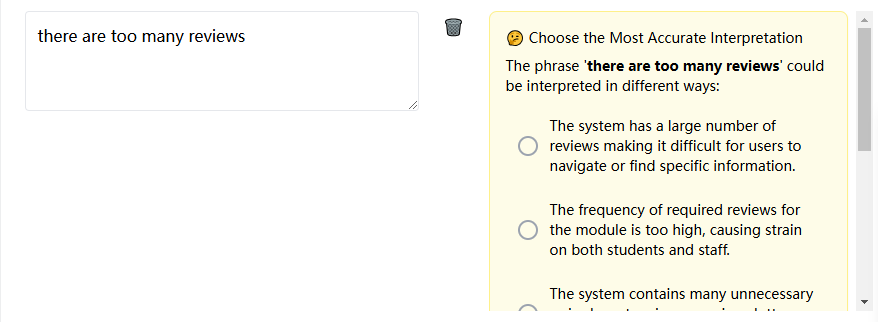 there are too many reviews
Choose the Most Accurate Interpretation
The phrase 'there are too many reviews' could
be interpreted in different ways:
The system has a large number of
reviews making it difficult for users to
navigate or find specific information.
The frequency of required reviews for
the module is too high, causing strain
on both students and staff.
The system contains many unnecessary